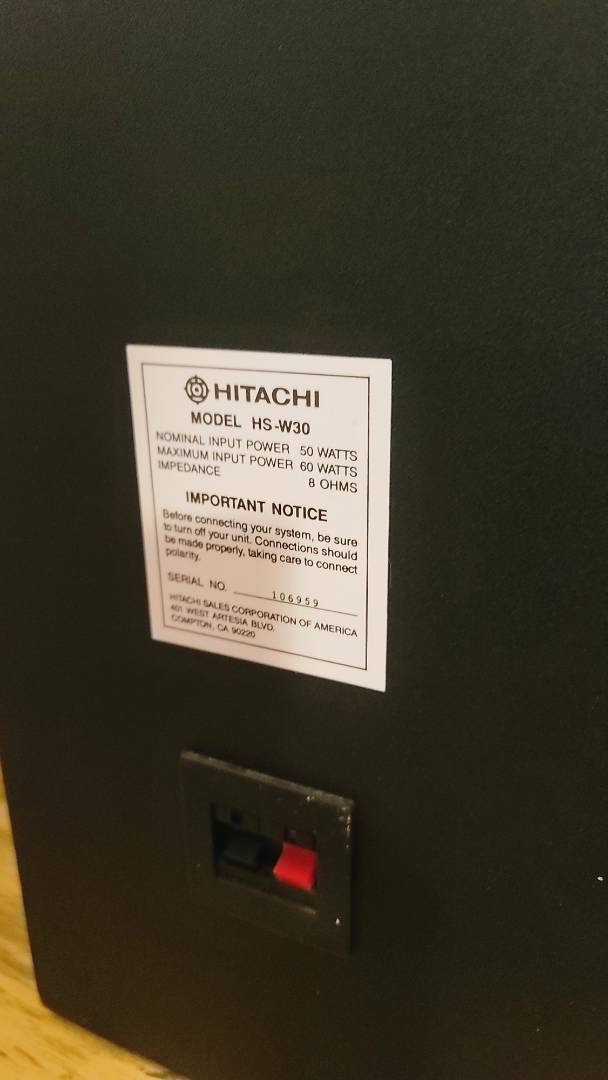 HITACHI
MODEL HS-W30
NOMINAL INPUT POWER 50 WATTS
MAXIMUM INPUT POWER 60 WATTS
IMPEDANCE 8 OHMS
IMPORTANT NOTICE
Before connecting your system, be sure
to turn off your unit. Connections should
be made properly, taking care to connect
polarity.
SERIAL NO. 106959
HITACHI SALES CORPORATION OF AMERICA
401 WEST ARTESIA BLVD.
COMPTON, CA 90220